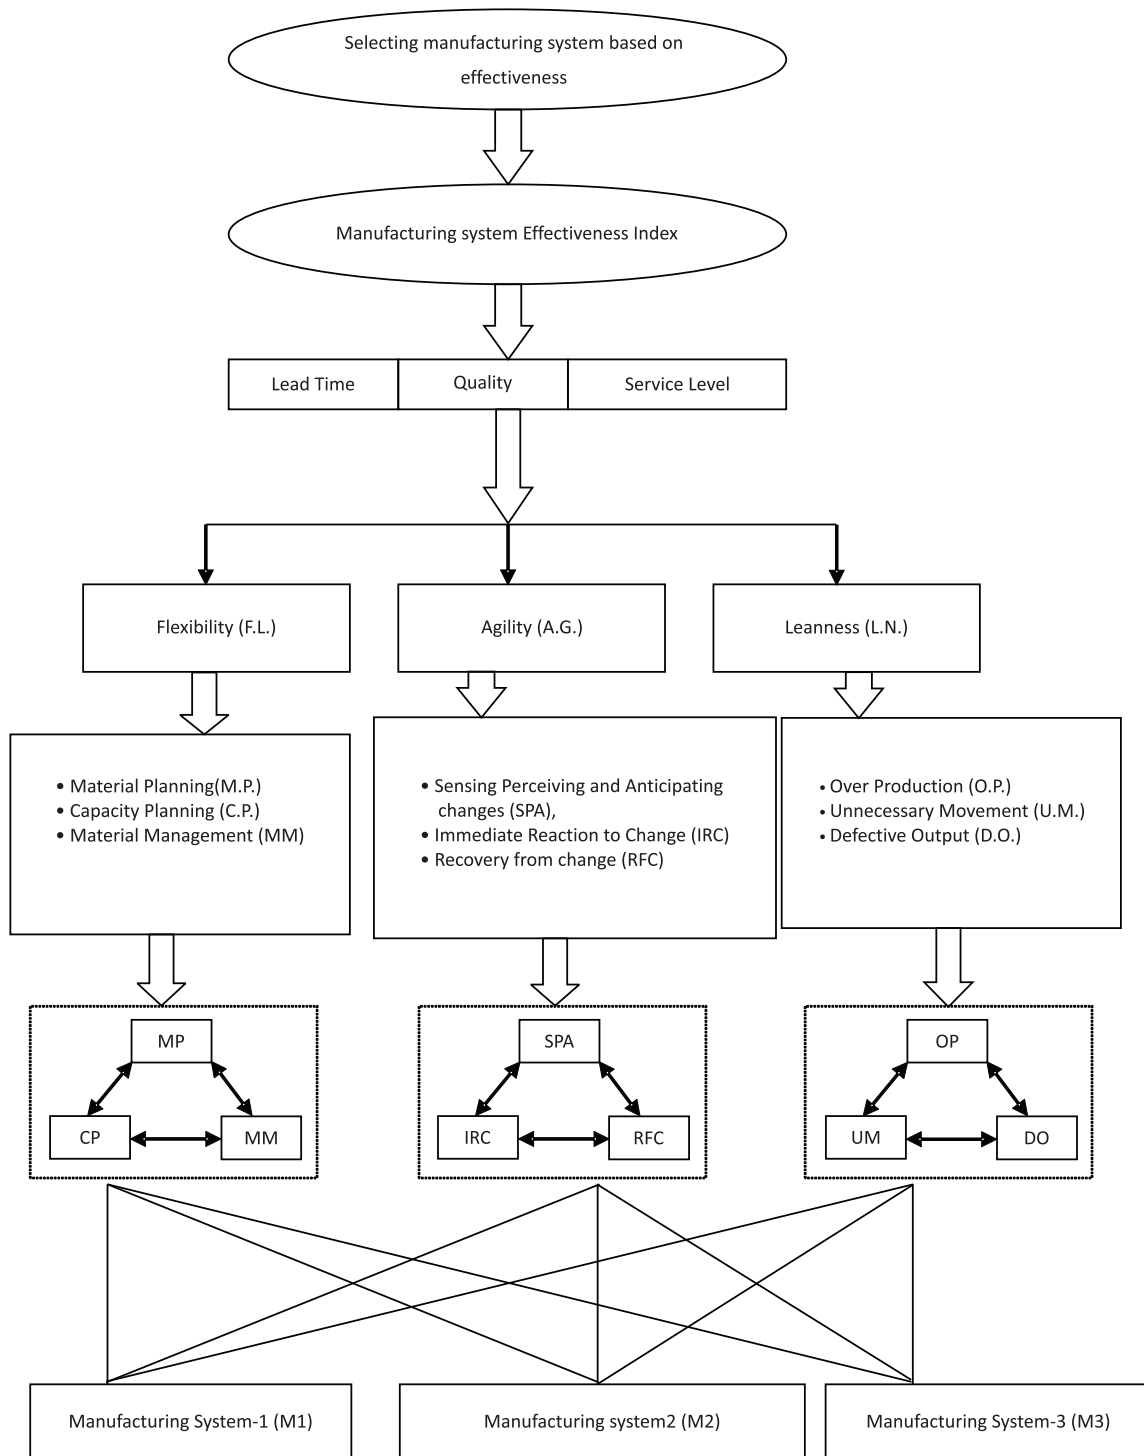 Selecting manufacturing system based on
effectiveness
Manufacturing system Effectiveness Index
Lead Time
Quality
Service Level
Flexibility (F.L.)
Agility (A.G.)
Leanness (L.N.)
• Material Planning(M.P.)
• Capacity Planning (C.P.)
• Material Management (MM)
• Sensing Perceiving and Anticipating
changes (SPA),
• Immediate Reaction to Change (IRC)
• Recovery from change (RFC)
• Over Production (O.P.)
• Unnecessary Movement (U.M.)
• Defective Output (D.O.)
MP
CP
MM
SPA
IRC
RFC
OP
UM
DO
Manufacturing System-1 (M1)
Manufacturing system2 (M2)
Manufacturing System-3 (M3)